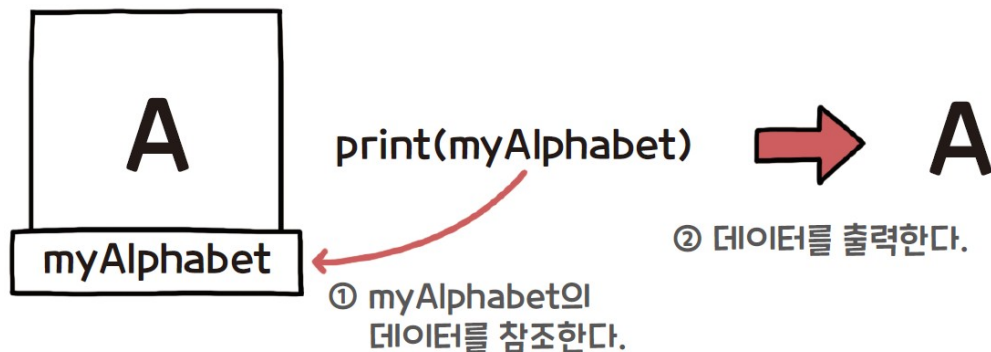 A
myAlphabet
print(myAlphabet)
① myAlphabet의
데이터를 참조한다.
A
② 데이터를 출력한다.